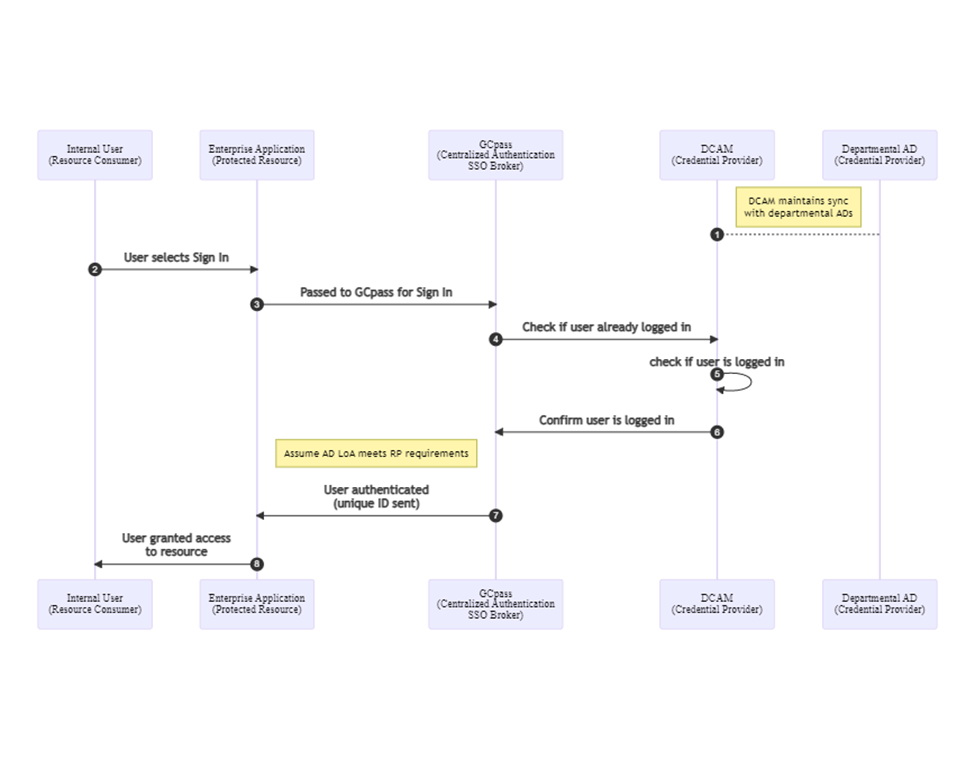 Internal User
(Resource Consumer)
Enterprise Application
(Protected Resource)
GCpass
(Centralized Authentication
SSO Broker)
DCAM
(Credential Provider)
Departmental AD
(Credential Provider)
DCAM maintains sync
with departmental ADs
1
User selects Sign In
2
Passed to GCpass for Sign In
3
Check if user already logged in
4
check if user is logged in
5
Confirm user is logged in
6
Assume AD LoA meets RP requirements
User authenticated
(unique ID sent)
7
User granted access
to resource
8
Internal User
(Resource Consumer)
Enterprise Application
(Protected Resource)
GCpass
(Centralized Authentication
SSO Broker)
DCAM
(Credential Provider)
Departmental AD
(Credential Provider)